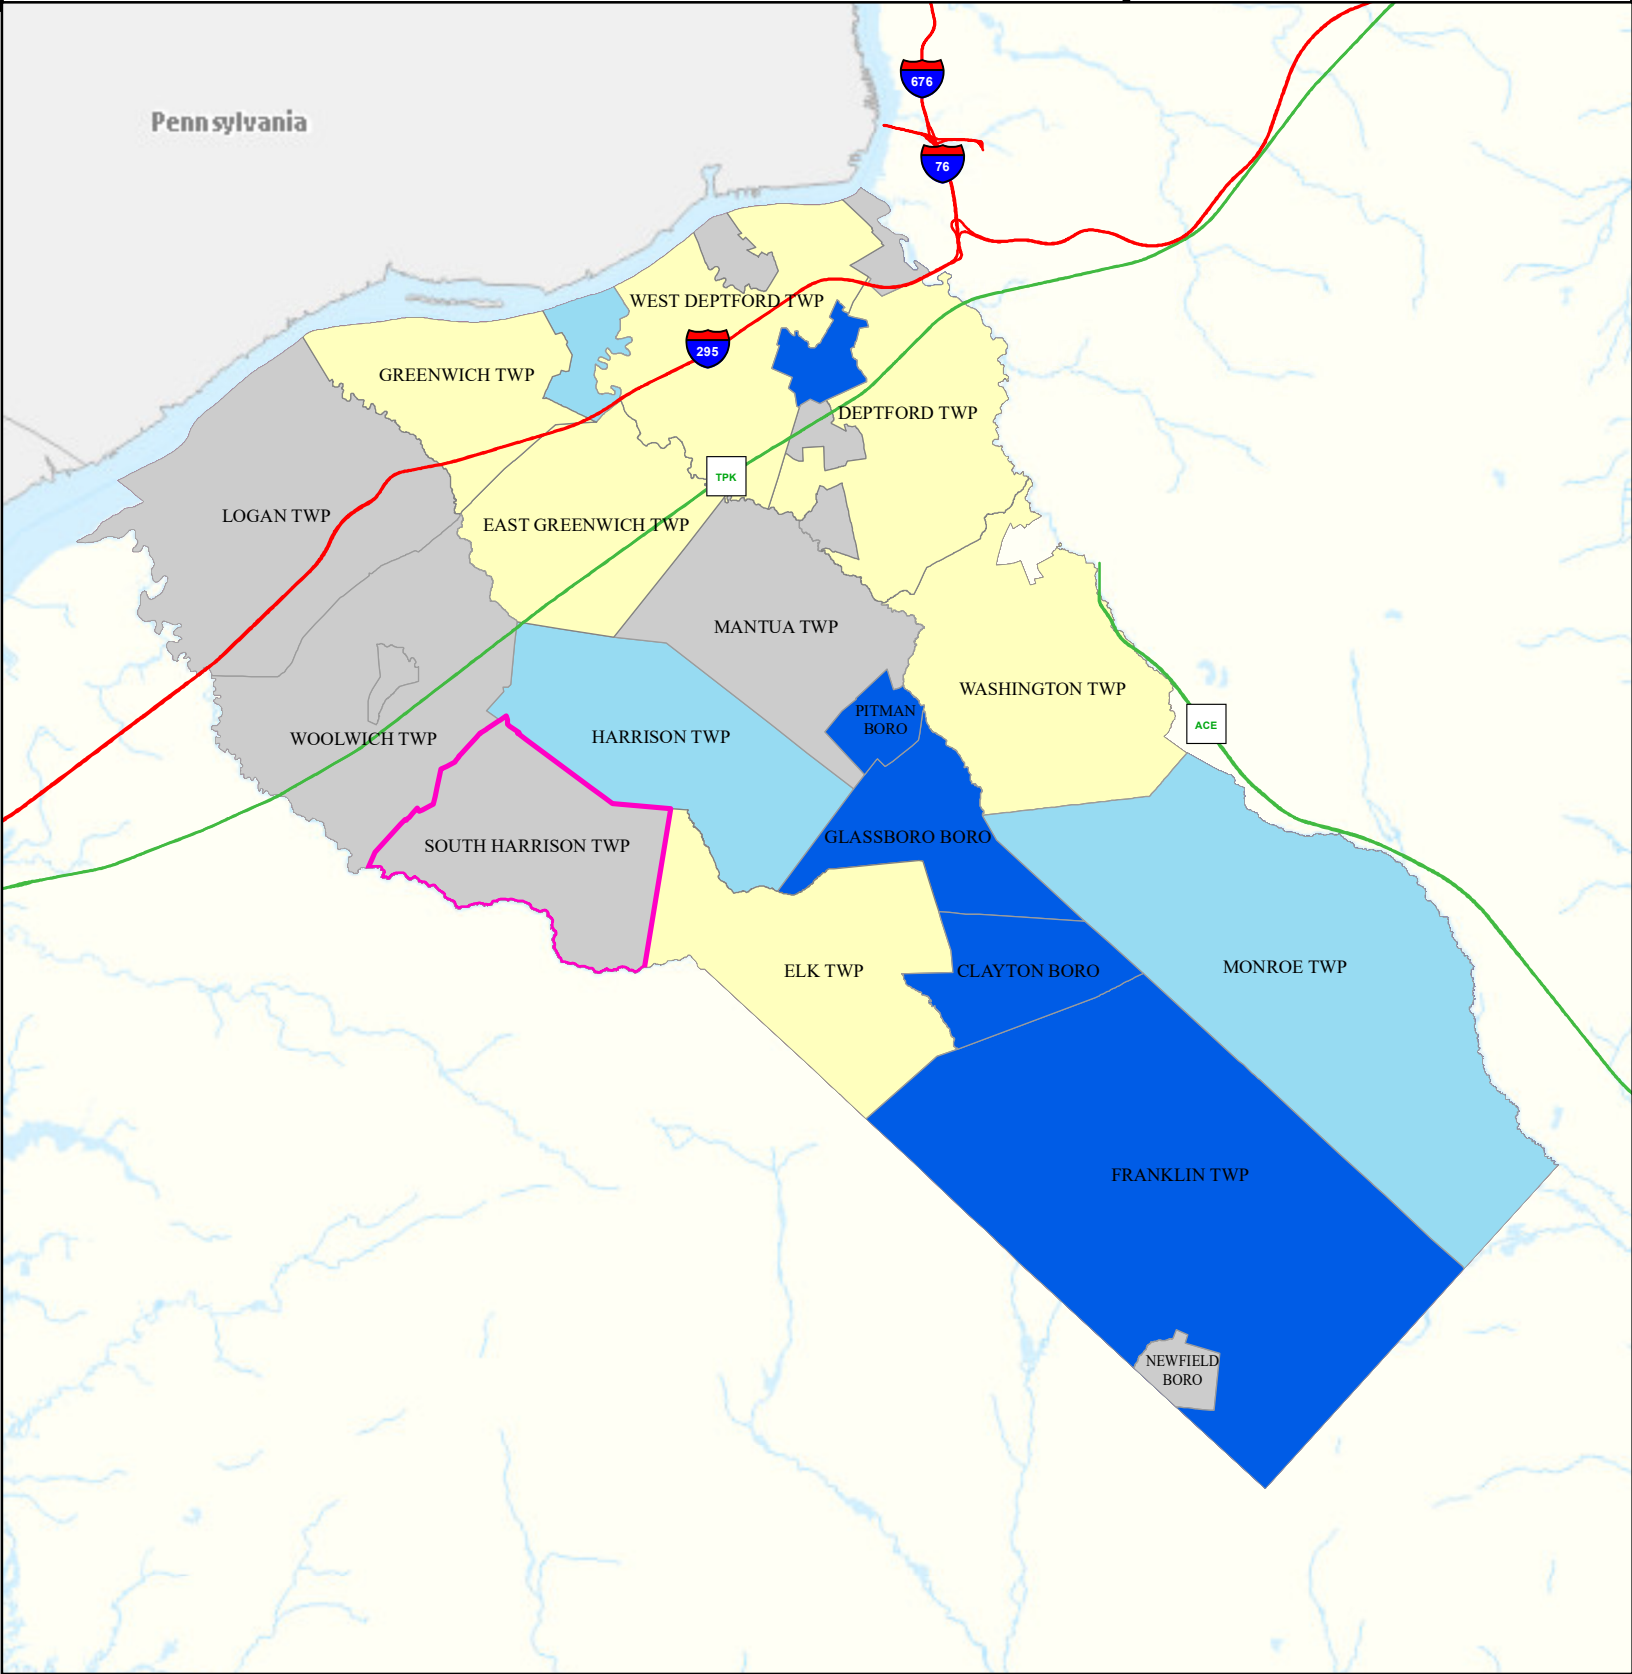 676
Pennsylvania
76
WEST DEPTFORD TWP
295
GREENWICH TWP
DEPTFORD TWP
TPK
LOGAN TWP
EAST GREENWICH TWP
MANTUA TWP
WASHINGTON TWP
PITMAN
BORO
ACE
WOOLWICH TWP
HARRISON TWP
GLASSBORO BORO
SOUTH HARRISON TWP
ELK TWP
CLAYTON BORO
MONROE TWP
FRANKLIN TWP
NEWFIELD
BORO